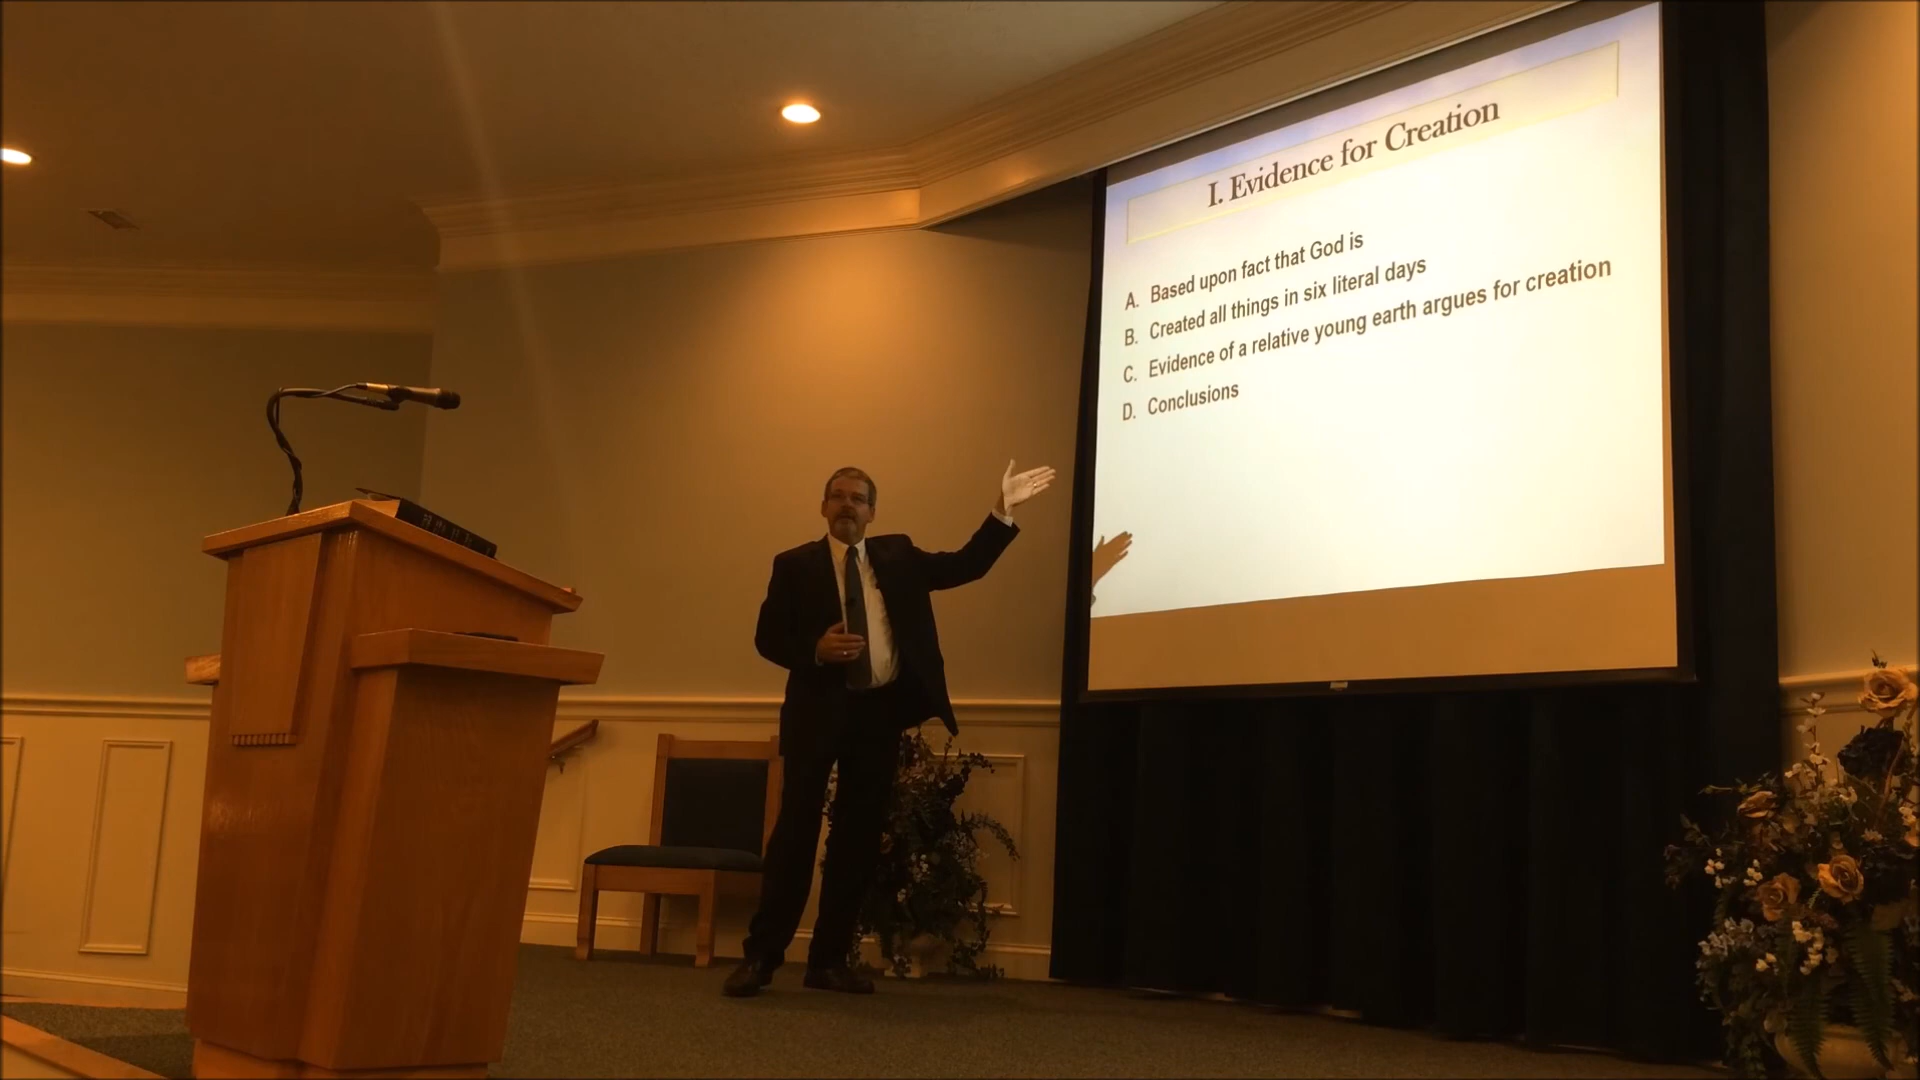 I. Evidence for Creation
A. Based upon fact that God is
B. Created all things in six literal days
C. Evidence of a relative young earth argues for creation
D. Conclusions